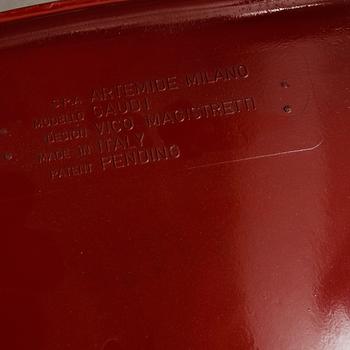 S.P.A. ARTEMIDE MILANO
MODELLO GAUDI
DESIGN VICO MAGISTRETTI
MADE IN ITALY
PATENT PENDING